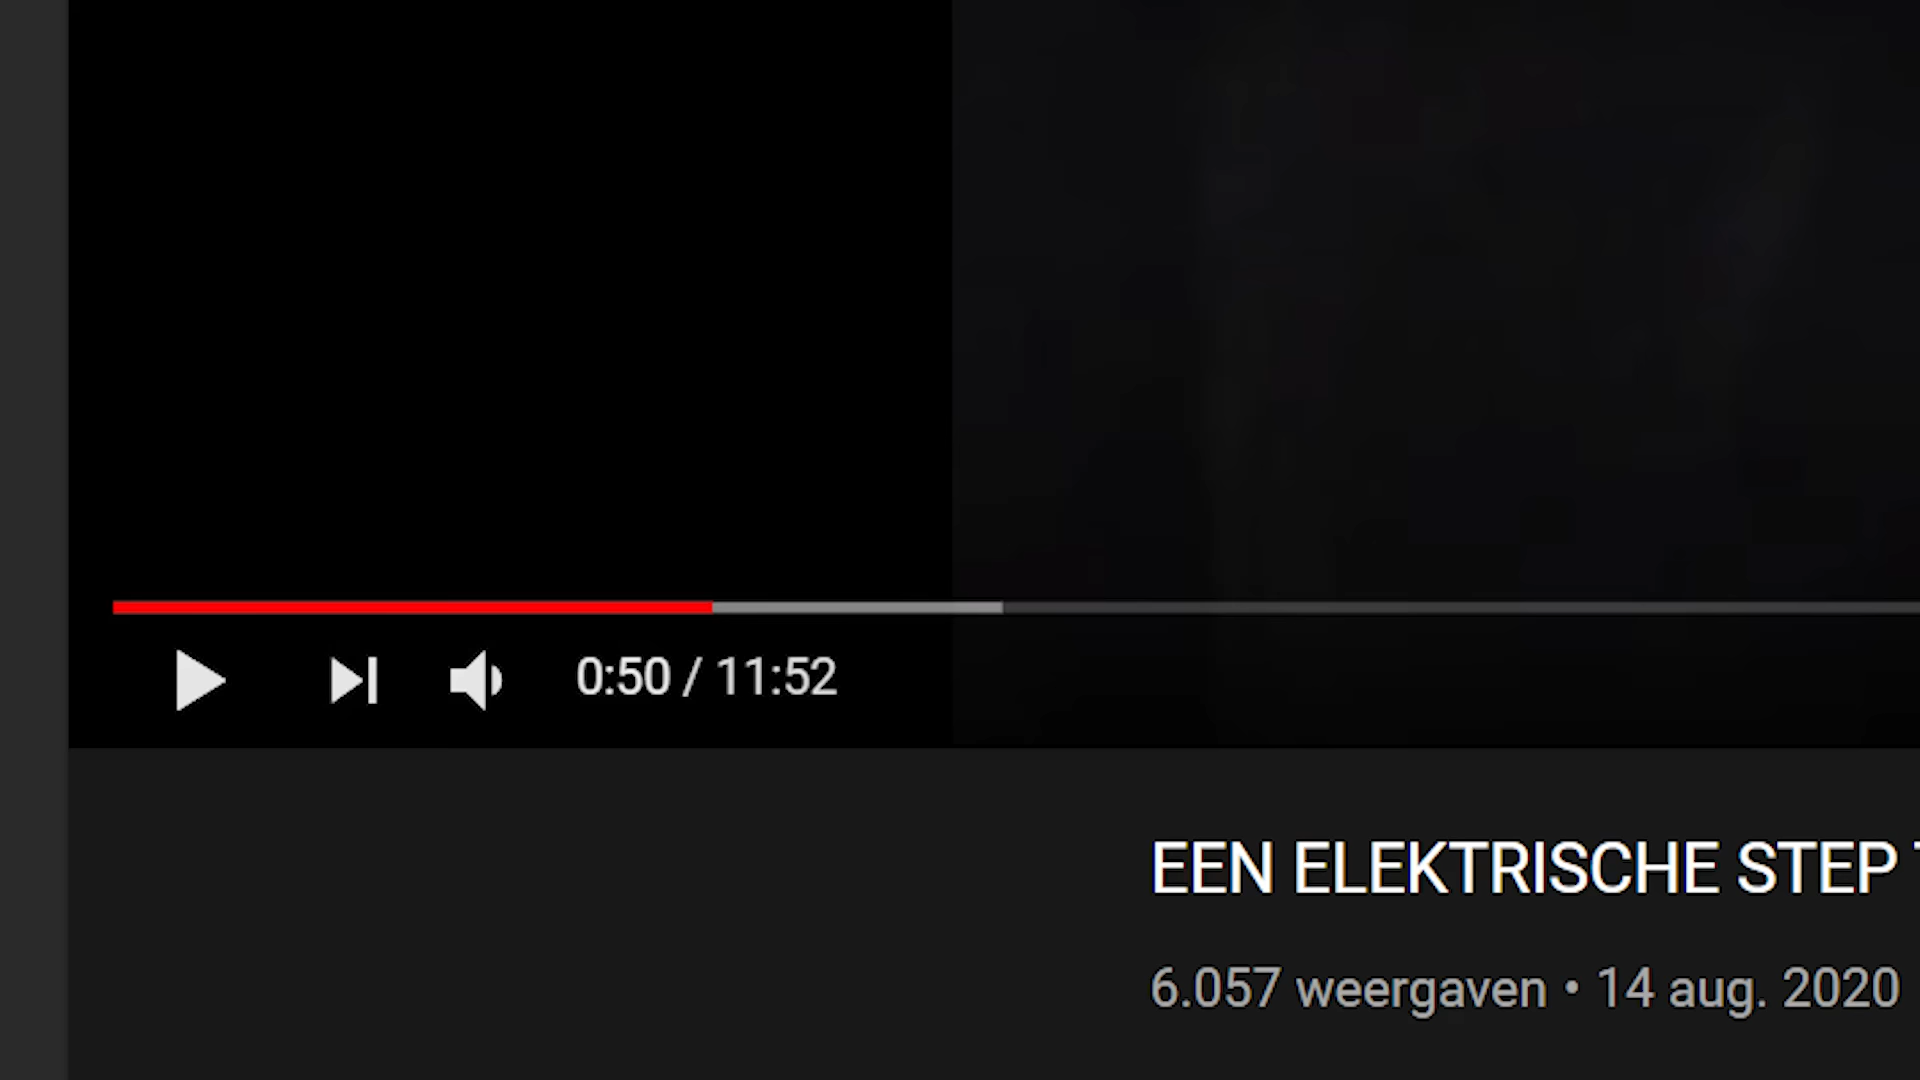 0:50 / 11:52
EEN ELEKTRISCHE STEP
6.057 weergaven • 14 aug. 2020